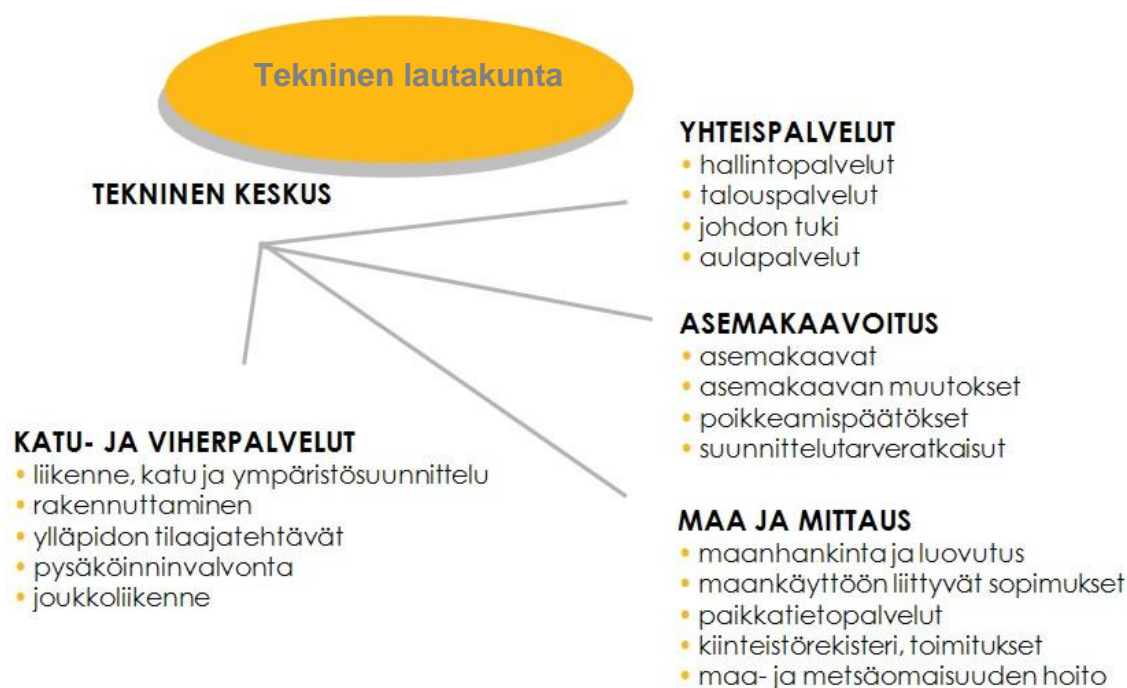 Tekninen lautakunta
TEKNINEN KESKUS
YHTEISPALVELUT
• hallintopalvelut
• talouspalvelut
• johdon tuki
• aulapalvelut
ASEMAKAAVOITUS
• asemakaavat
• asemakaavan muutokset
• poikkeamispäätökset
• suunnittelutarveratkaisut
KATU- JA VIHERPALVELUT
• liikenne, katu ja ympäristösuunnittelu
• rakennuttaminen
• ylläpidon tilaajatehtävät
• pysäköinninvalvonta
• joukkoliikenne
MAA JA MITTAUS
• maanhankinta ja luovutus
• maankäyttöön liittyvät sopimukset
• paikkatietopalvelut
• kiinteistörekisteri, toimitukset
• maa- ja metsäomaisuuden hoito